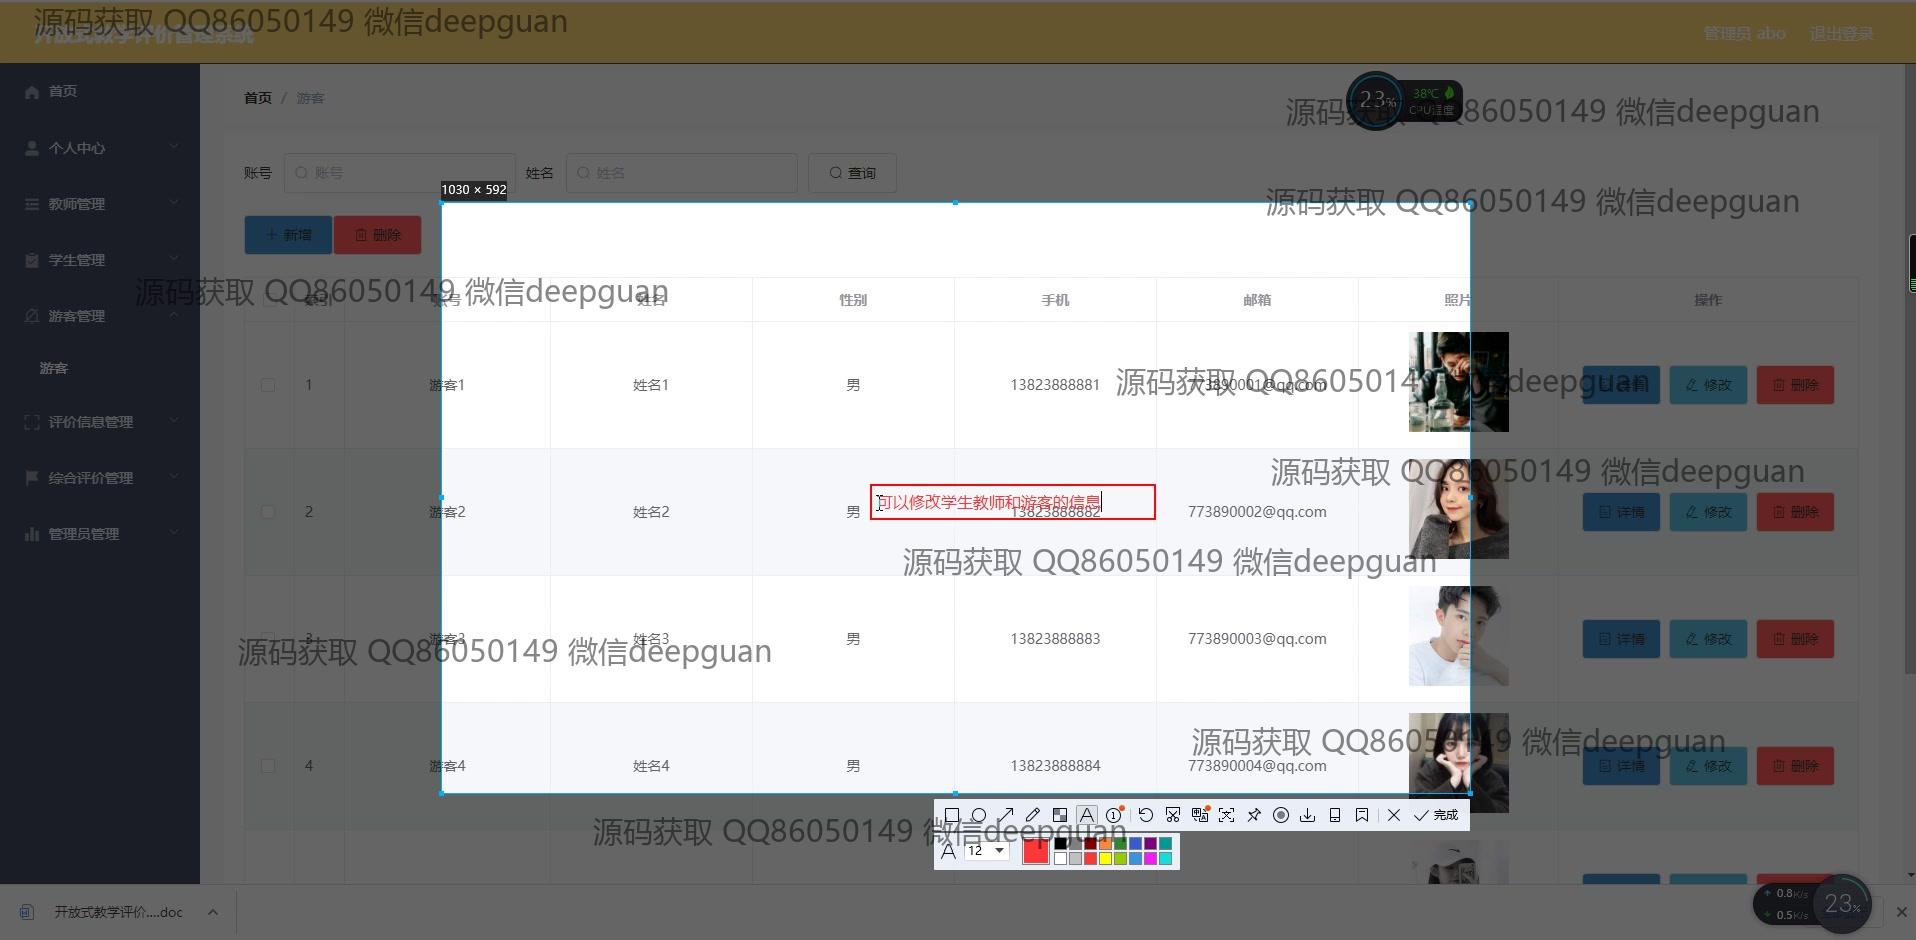 源码获取 QQ86050149 微信deepguan
开放式教学评价管理系统
管理员 abo
退出登录
首页
个人中心
教师管理
学生管理
游客管理
游客
评价信息管理
综合评价管理
管理员管理
首页 / 游客
23% 38℃
CPU温度
源码获取 QQ86050149 微信deepguan
账号 账号 姓名 姓名 查询
1030 × 592
源码获取 QQ86050149 微信deepguan
新增 删除
源码获取 QQ86050149 微信deepguan
索引 账号 姓名 性别 手机 邮箱 照片 操作
1 游客1 姓名1 男 13823888881 773890001@qq.com 详情 修改 删除
源码获取 QQ86050149 微信deepguan
源码获取 QQ86050149 微信deepguan
可以修改学生教师和游客的信息
2 游客2 姓名2 男 13823888882 773890002@qq.com 详情 修改 删除
源码获取 QQ86050149 微信deepguan
3 游客3 姓名3 男 13823888883 773890003@qq.com 详情 修改 删除
源码获取 QQ86050149 微信deepguan
源码获取 QQ86050149 微信deepguan
4 游客4 姓名4 男 13823888884 773890004@qq.com 详情 修改 删除
完成
源码获取 QQ86050149 微信deepguan
A 12
开放式教学评价....doc
0.8K/s
0.5K/s
23%